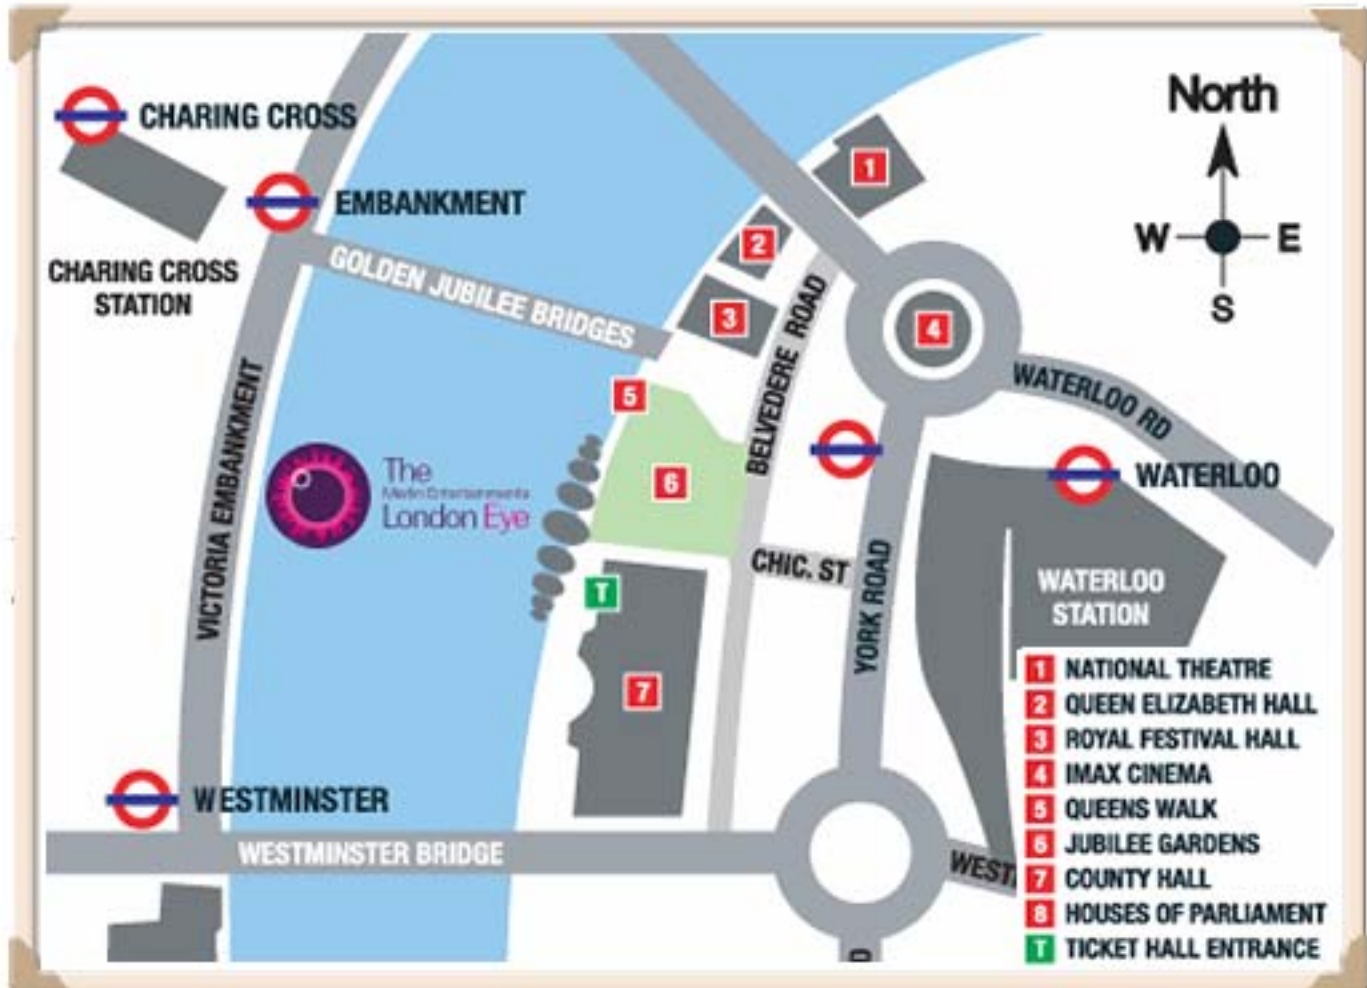 CHARING CROSS
EMBANKMENT
CHARING CROSS
STATION
GOLDEN JUBILEE BRIDGES
North
W
E
S
1
2
3
4
5
6
7
T
BELVEDERE ROAD
WATERLOO RD
WATERLOO
VICTORIA EMBANKMENT
The
Merlin Entertainments
London Eye
CHIC. ST
YORK ROAD
WATERLOO
STATION
WESTMINSTER
WESTMINSTER BRIDGE
WEST
D
1 NATIONAL THEATRE
2 QUEEN ELIZABETH HALL
3 ROYAL FESTIVAL HALL
4 IMAX CINEMA
5 QUEENS WALK
6 JUBILEE GARDENS
7 COUNTY HALL
8 HOUSES OF PARLIAMENT
T TICKET HALL ENTRANCE